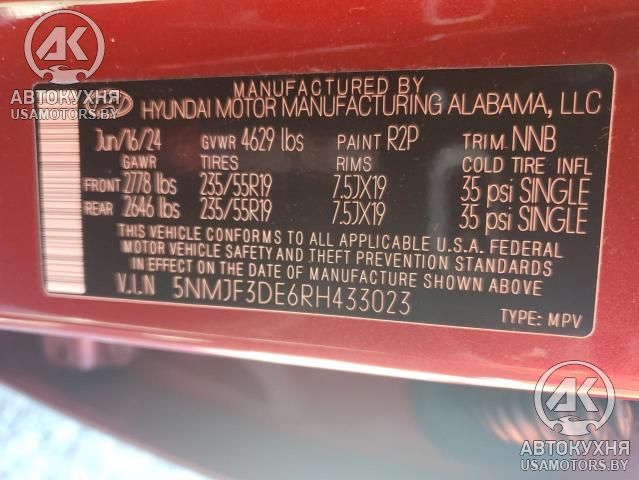 AK
АВТОКУХНЯ
USAMOTORS.BY
MANUFACTURED BY
HYUNDAI MOTOR MANUFACTURING ALABAMA, LLC
Jun/16/24 GVWR 4629 lbs PAINT R2P TRIM NNB
GAWR TIRES RIMS COLD TIRE INFL
FRONT 2778 lbs 235/55R19 7.5JX19 35 psi SINGLE
REAR 2646 lbs 235/55R19 7.5JX19 35 psi SINGLE
THIS VEHICLE CONFORMS TO ALL APPLICABLE U.S.A. FEDERAL
MOTOR VEHICLE SAFETY AND THEFT PREVENTION STANDARDS
IN EFFECT ON THE DATE OF MANUFACTURE SHOWN ABOVE
V.I.N 5NMJF3DE6RH433023
TYPE: MPV
AK
АВТОКУХНЯ
USAMOTORS.BY